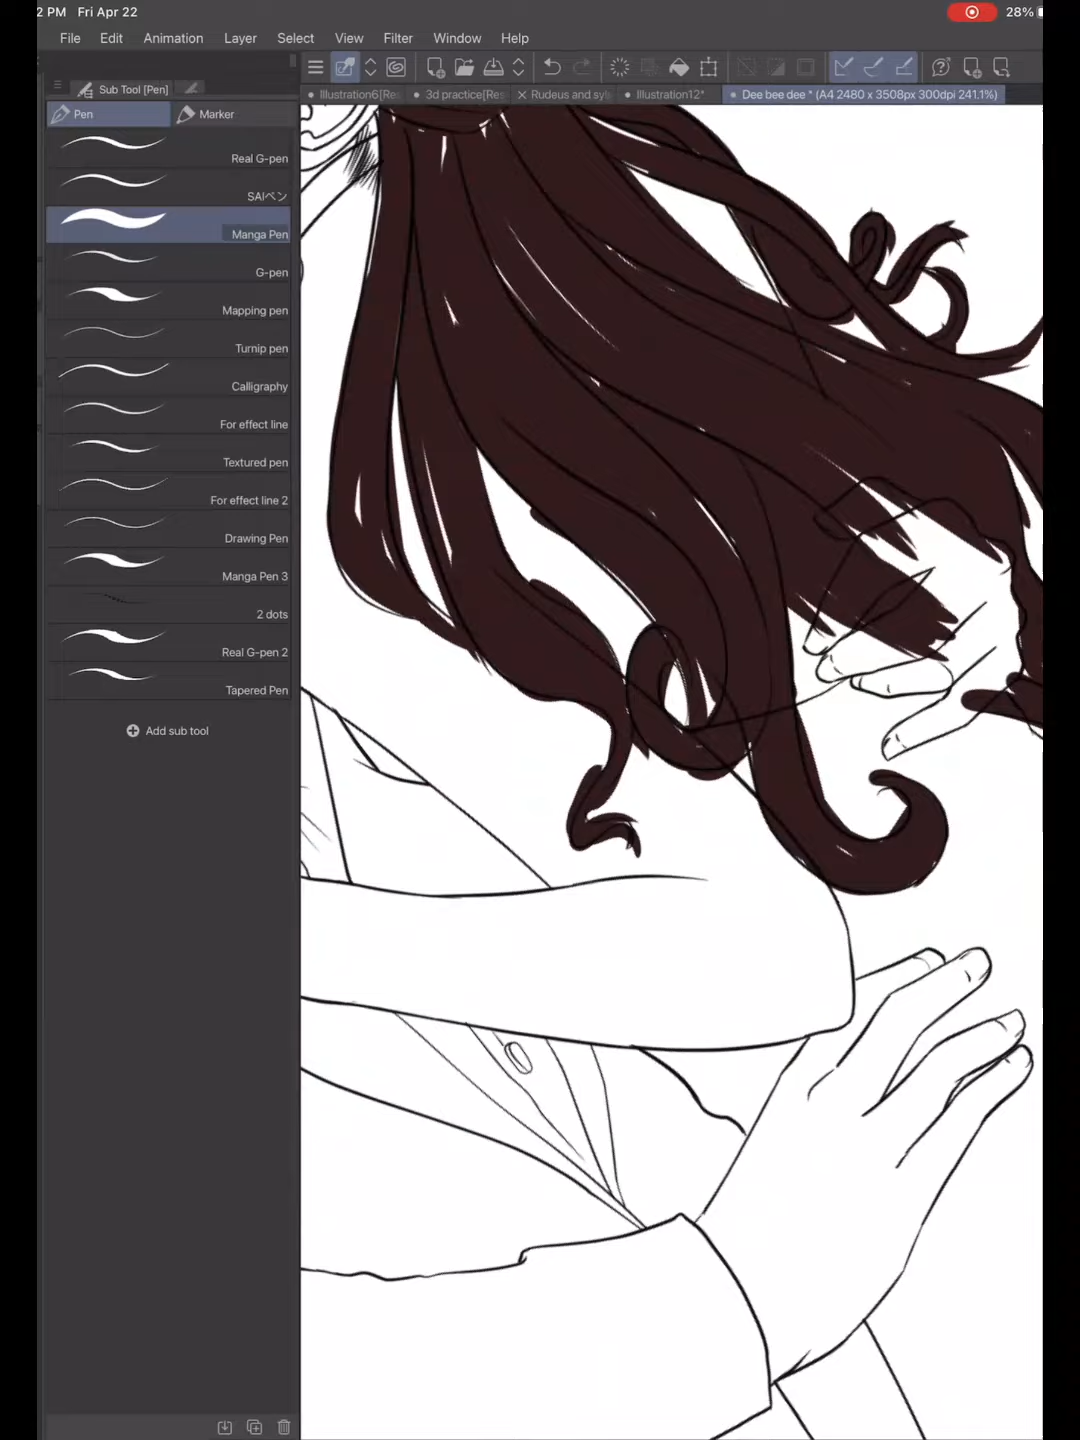 2 PM Fri Apr 22 28%
File Edit Animation Layer Select View Filter Window Help
Sub Tool [Pen]
Illustration6[Res 3d practice[Res Rudeus and syl Illustration12* Dee bee dee * (A4 2480 x 3508px 300dpi 241.1%)
Pen Marker
Real G-pen
SAIペン
Manga Pen
G-pen
Mapping pen
Turnip pen
Calligraphy
For effect line
Textured pen
For effect line 2
Drawing Pen
Manga Pen 3
2 dots
Real G-pen 2
Tapered Pen
Add sub tool